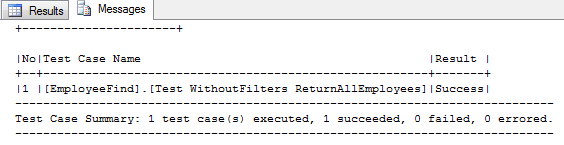 Results Messages
+----------------------+
|No|Test Case Name                                        |Result |
+--+------------------------------------------------------+-------+
|1 |[EmployeeFind].[Test WithoutFilters ReturnAllEmployees]|Success|
-----------------------------------------------------------------------------
Test Case Summary: 1 test case(s) executed, 1 succeeded, 0 failed, 0 errored.
-----------------------------------------------------------------------------